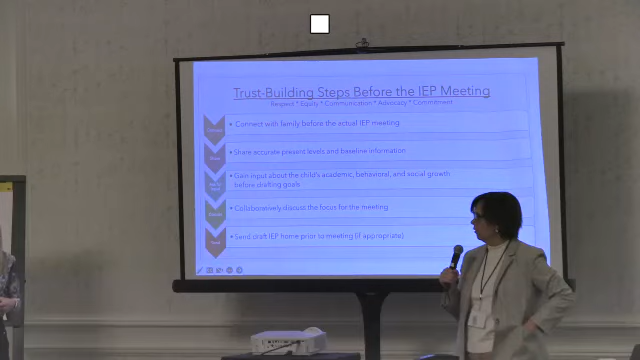 Trust-Building Steps Before the IEP Meeting
Respect * Equity * Communication * Advocacy * Commitment
• Connect with family before the actual IEP meeting
Share
• Share accurate present levels and baseline information
• Gain input about the child's academic, behavioral, and social growth
before drafting goals
• Collaboratively discuss the focus for the meeting
Send
• Send draft IEP home prior to meeting (if appropriate)